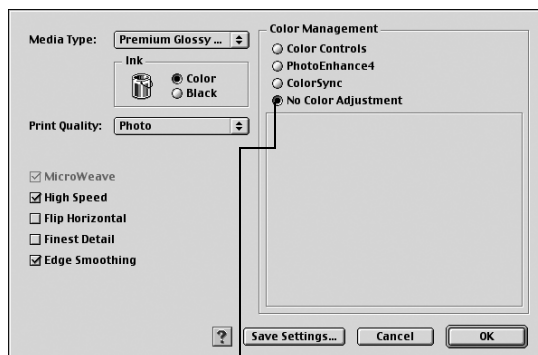 Media Type: Premium Glossy ...
Ink
Color
Black
Print Quality: Photo
MicroWeave
High Speed
Flip Horizontal
Finest Detail
Edge Smoothing
Color Management
Color Controls
PhotoEnhance4
ColorSync
No Color Adjustment
? Save Settings... Cancel OK